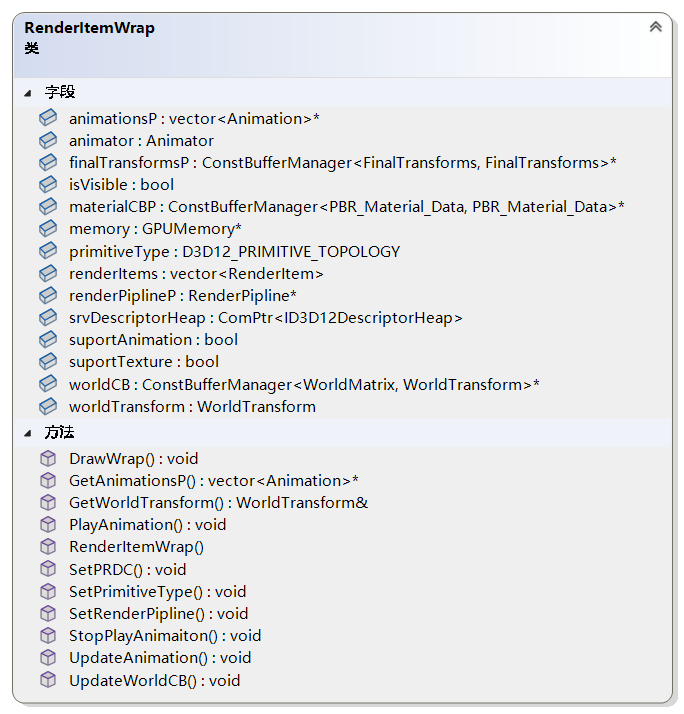 RenderItemWrap
类
字段
animationsP : vector<Animation>*
animator : Animator
finalTransformsP : ConstBufferManager<FinalTransforms, FinalTransforms>*
isVisible : bool
materialCBP : ConstBufferManager<PBR_Material_Data, PBR_Material_Data>*
memory : GPUMemory*
primitiveType : D3D12_PRIMITIVE_TOPOLOGY
renderItems : vector<RenderItem>
renderPiplineP : RenderPipline*
srvDescriptorHeap : ComPtr<ID3D12DescriptorHeap>
suportAnimation : bool
suportTexture : bool
worldCB : ConstBufferManager<WorldMatrix, WorldTransform>*
worldTransform : WorldTransform
方法
DrawWrap() : void
GetAnimationsP() : vector<Animation>*
GetWorldTransform() : WorldTransform&
PlayAnimation() : void
RenderItemWrap()
SetPRDC() : void
SetPrimitiveType() : void
SetRenderPipline() : void
StopPlayAnimaiton() : void
UpdateAnimation() : void
UpdateWorldCB() : void